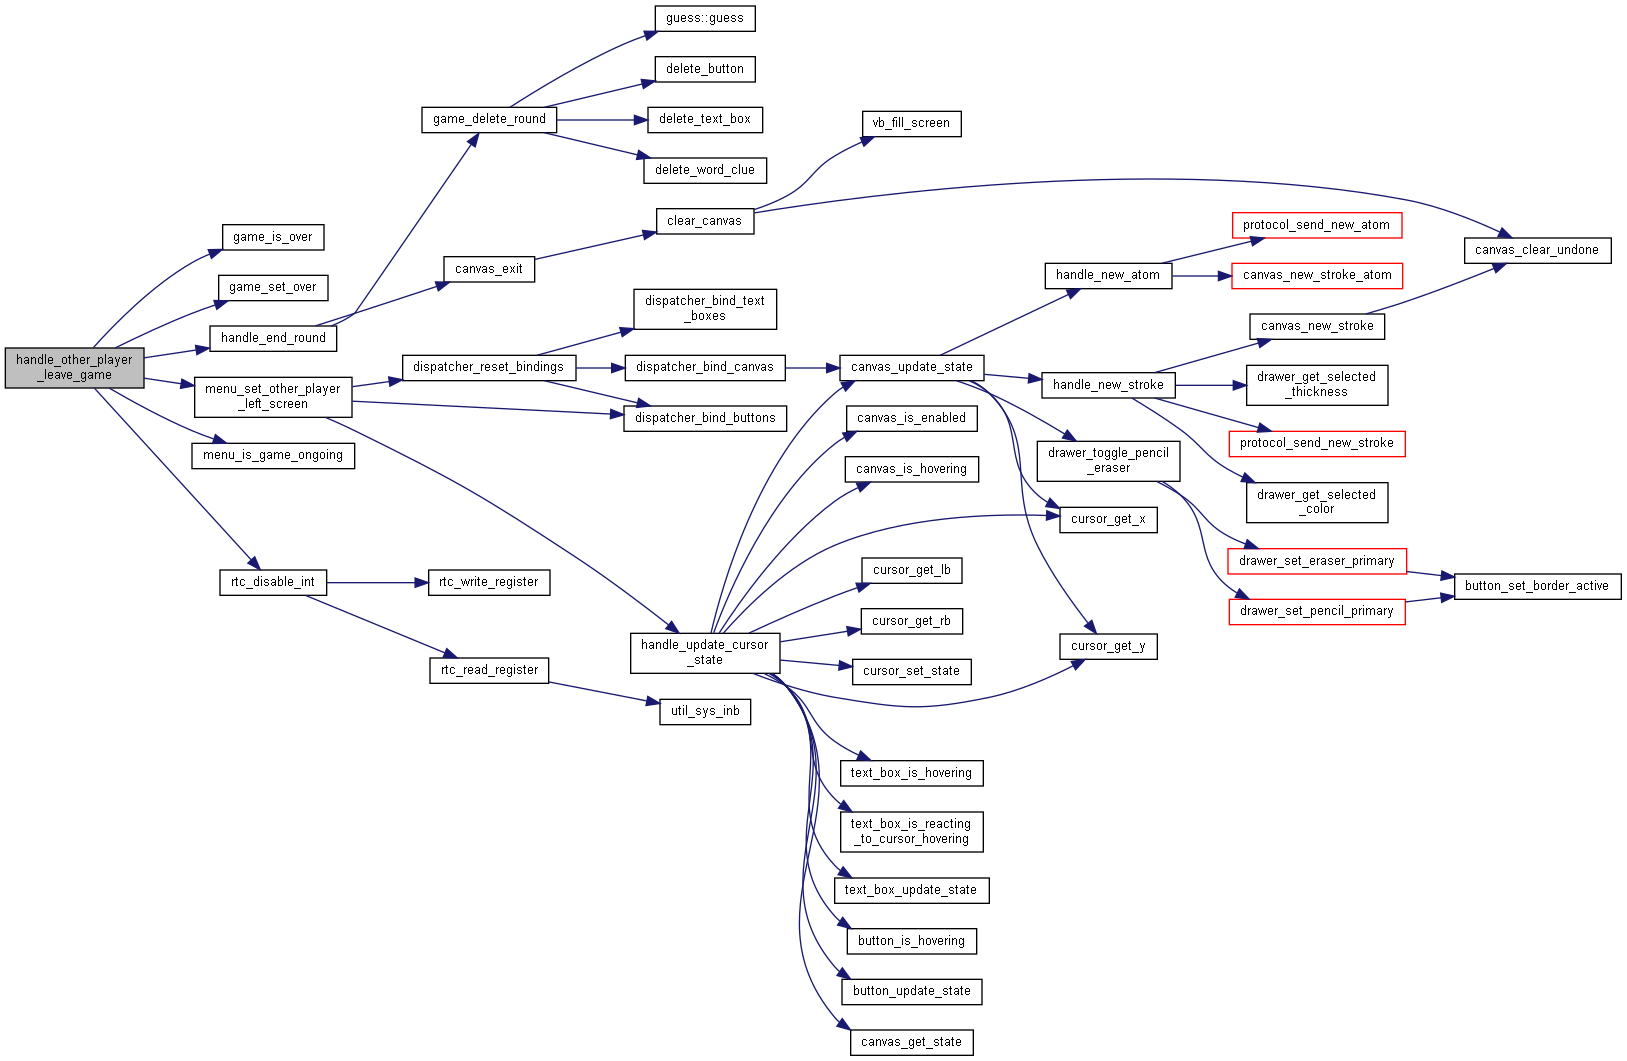 handle_other_player
_leave_game
game_is_over
game_set_over
handle_end_round
menu_set_other_player
_left_screen
menu_is_game_ongoing
rtc_disable_int
game_delete_round
canvas_exit
dispatcher_reset_bindings
rtc_write_register
rtc_read_register
guess::guess
delete_button
delete_text_box
delete_word_clue
clear_canvas
dispatcher_bind_text
_boxes
dispatcher_bind_canvas
dispatcher_bind_buttons
handle_update_cursor
_state
util_sys_inb
vb_fill_screen
canvas_update_state
canvas_is_enabled
canvas_is_hovering
cursor_get_lb
cursor_get_rb
cursor_set_state
text_box_is_hovering
text_box_is_reacting
_to_cursor_hovering
text_box_update_state
button_is_hovering
button_update_state
canvas_get_state
handle_new_atom
handle_new_stroke
drawer_toggle_pencil
_eraser
cursor_get_x
cursor_get_y
protocol_send_new_atom
canvas_new_stroke_atom
canvas_new_stroke
drawer_get_selected
_thickness
protocol_send_new_stroke
drawer_get_selected
_color
drawer_set_eraser_primary
drawer_set_pencil_primary
canvas_clear_undone
button_set_border_active